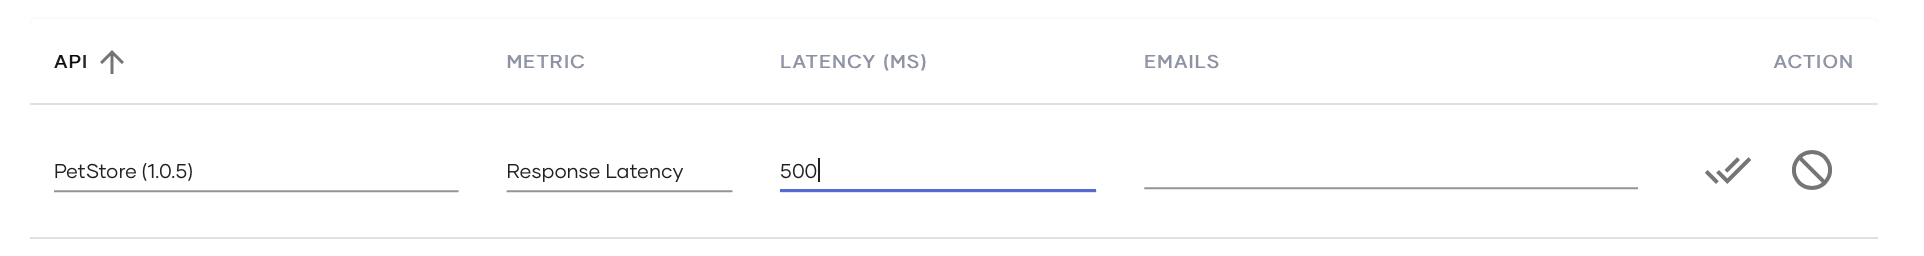 API METRIC LATENCY (MS) EMAILS ACTION
PetStore (1.0.5) Response Latency 500